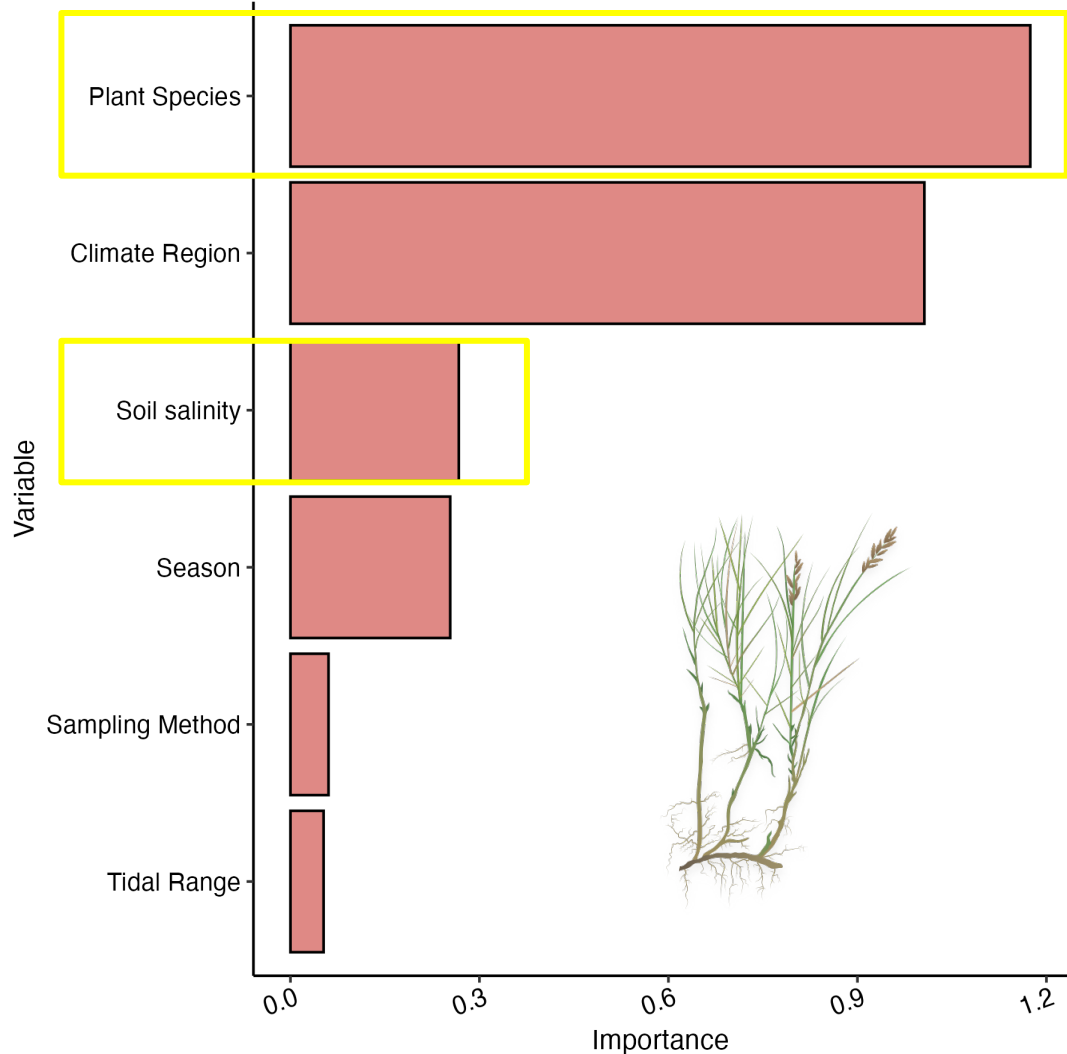 Plant Species
Climate Region
Soil salinity
Season
Sampling Method
Tidal Range
Variable
0.0 0.3 0.6 0.9 1.2
Importance